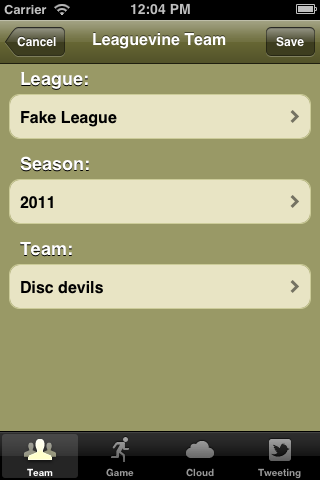 Carrier 12:04 PM
Cancel Leaguevine Team Save
League:
Fake League
Season:
2011
Team:
Disc devils
Team Game Cloud Tweeting